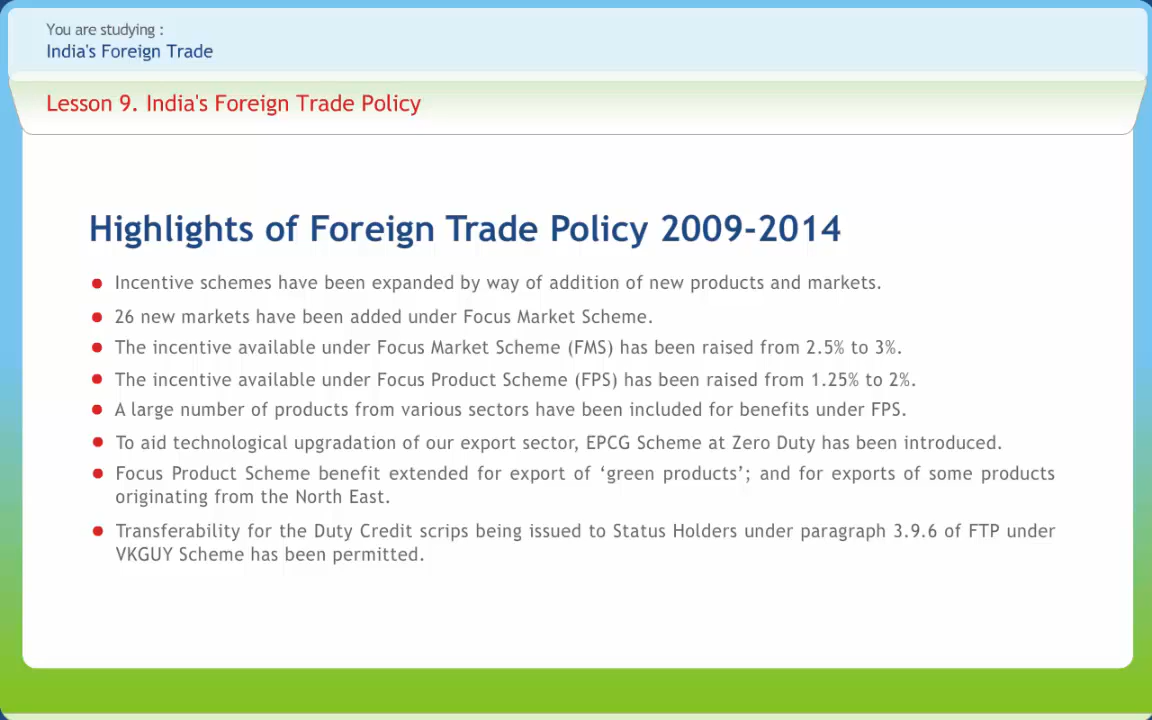 You are studying :
India's Foreign Trade
Lesson 9. India's Foreign Trade Policy
Highlights of Foreign Trade Policy 2009-2014
Incentive schemes have been expanded by way of addition of new products and markets.
26 new markets have been added under Focus Market Scheme.
The incentive available under Focus Market Scheme (FMS) has been raised from 2.5% to 3%.
The incentive available under Focus Product Scheme (FPS) has been raised from 1.25% to 2%.
A large number of products from various sectors have been included for benefits under FPS.
To aid technological upgradation of our export sector, EPCG Scheme at Zero Duty has been introduced.
Focus Product Scheme benefit extended for export of ‘green products’; and for exports of some products
originating from the North East.
Transferability for the Duty Credit scrips being issued to Status Holders under paragraph 3.9.6 of FTP under
VKGUY Scheme has been permitted.